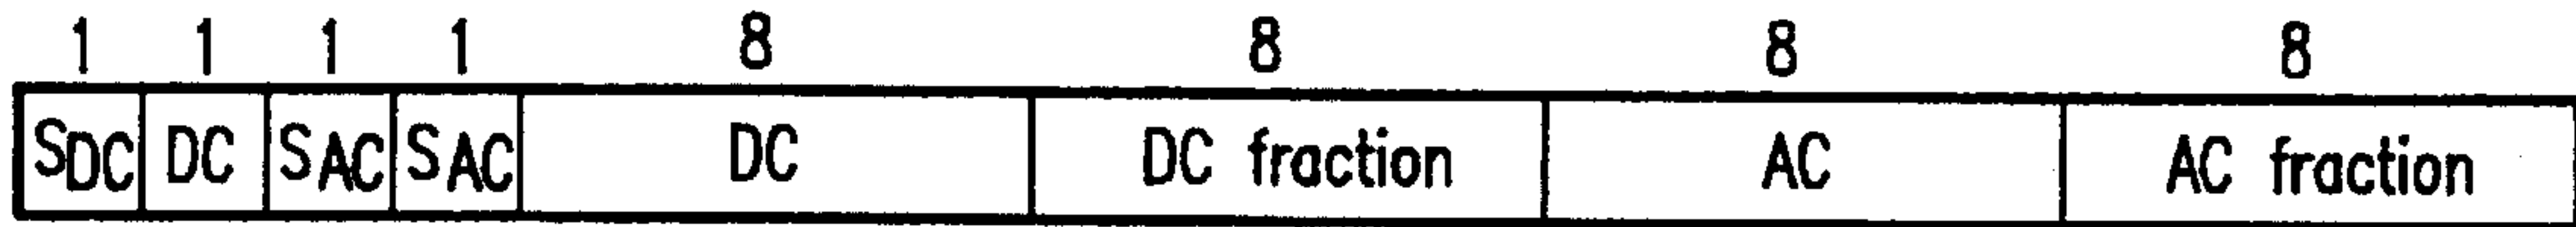 1 1 1 1 8 8 8 8
SDC DC SAC SAC DC DC fraction AC AC fraction